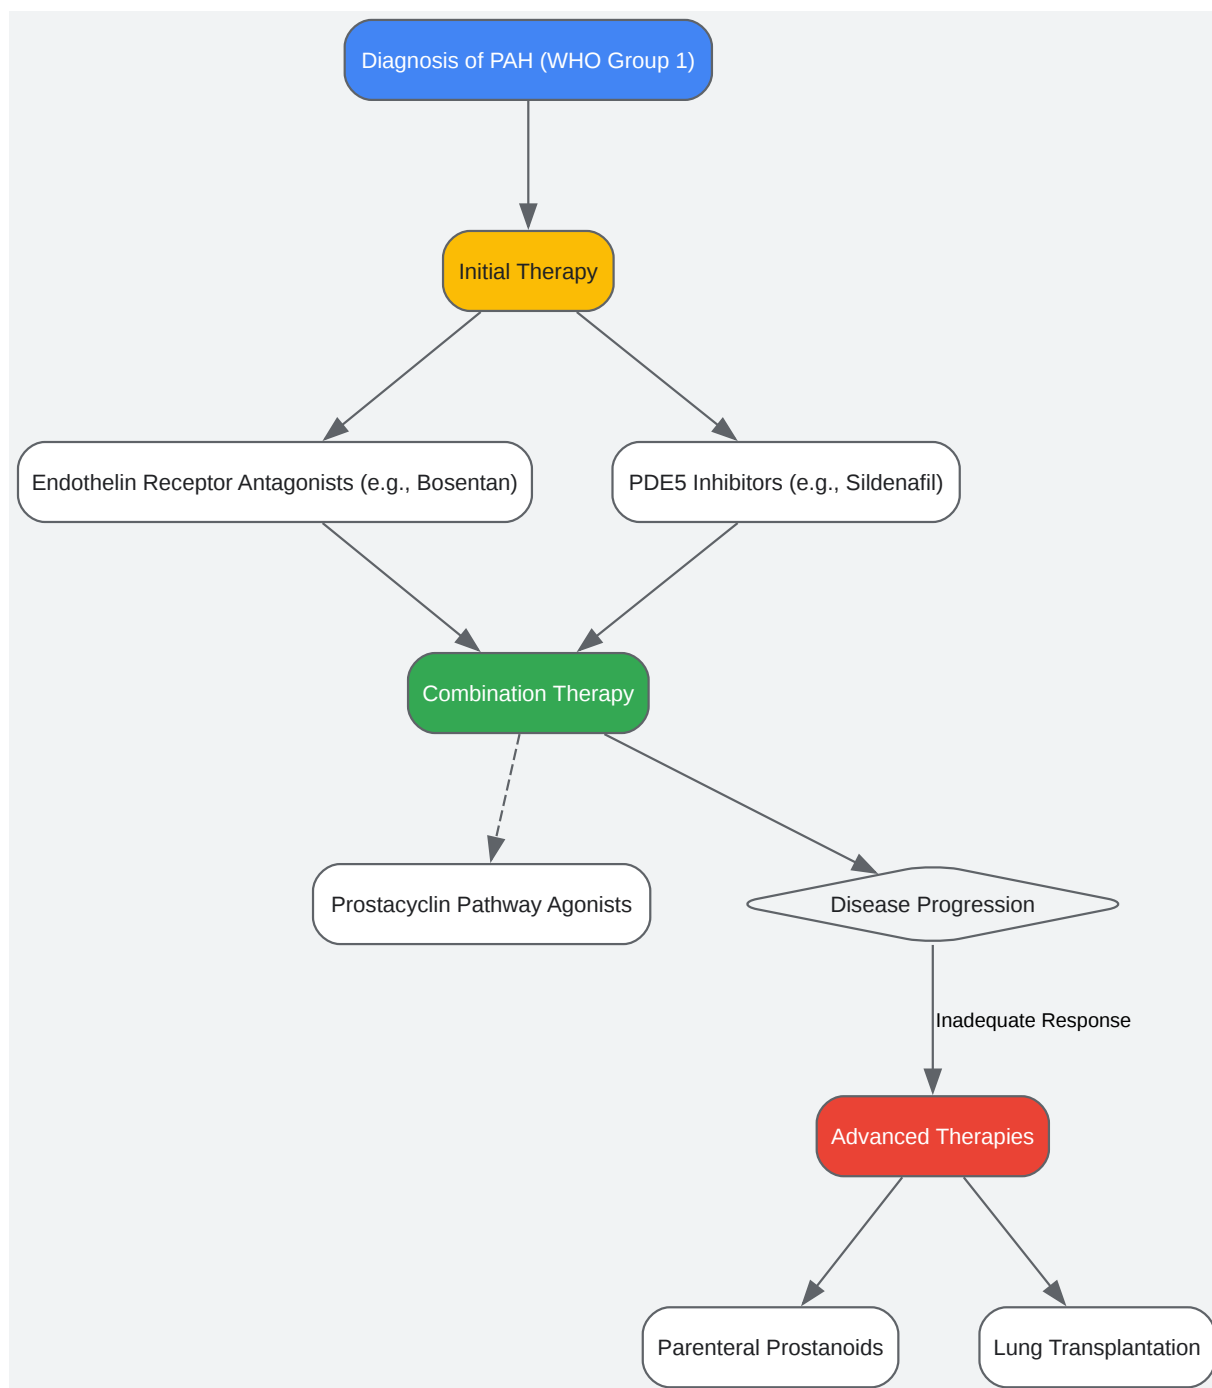 Diagnosis of PAH (WHO Group 1)
Initial Therapy
Endothelin Receptor Antagonists (e.g., Bosentan)
PDE5 Inhibitors (e.g., Sildenafil)
Combination Therapy
Prostacyclin Pathway Agonists
Disease Progression
Inadequate Response
Advanced Therapies
Parenteral Prostanoids
Lung Transplantation